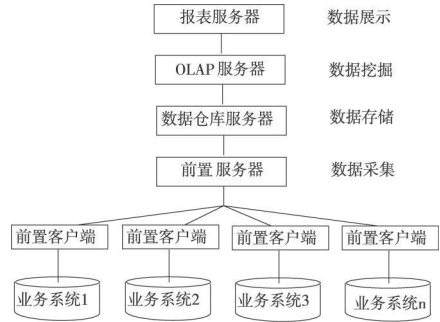 报表服务器 数据展示
OLAP 服务器 数据挖掘
数据仓库服务器 数据存储
前置服务器 数据采集
前置客户端 前置客户端 前置客户端 前置客户端
业务系统1 业务系统2 业务系统3 业务系统n